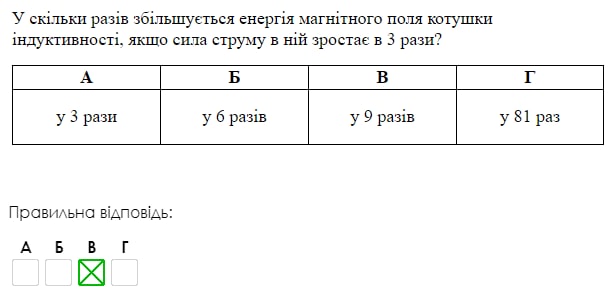 У скільки разів збільшується енергія магнітного поля котушки
індуктивності, якщо сила струму в ній зростає в 3 рази?
А Б В Г
у 3 рази у 6 разів у 9 разів у 81 раз
Правильна відповідь:
А Б В Г